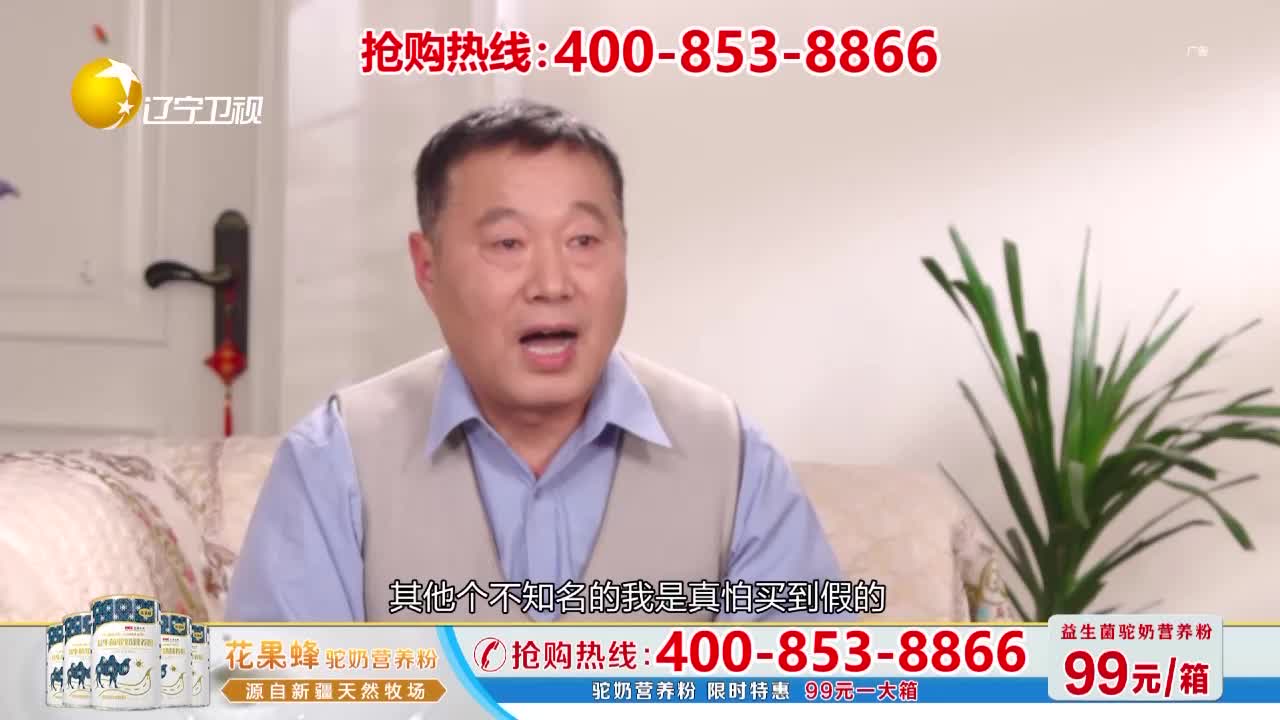 抢购热线:400-853-8866
广告
辽宁卫视
其他个不知名的我是真怕买到假的
花果蜂 驼奶营养粉
源自新疆天然牧场
抢购热线:400-853-8866
驼奶营养粉 限时特惠 99元一大箱
益生菌驼奶营养粉
99元/箱